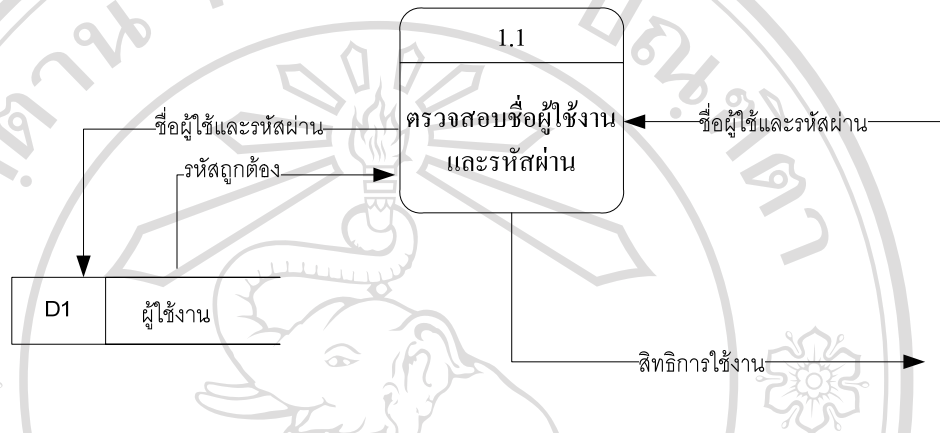 1.1
ตรวจสอบชื่อผู้ใช้งาน
และรหัสผ่าน
ชื่อผู้ใช้และรหัสผ่าน
ชื่อผู้ใช้และรหัสผ่าน
รหัสถูกต้อง
D1
ผู้ใช้งาน
สิทธิการใช้งาน